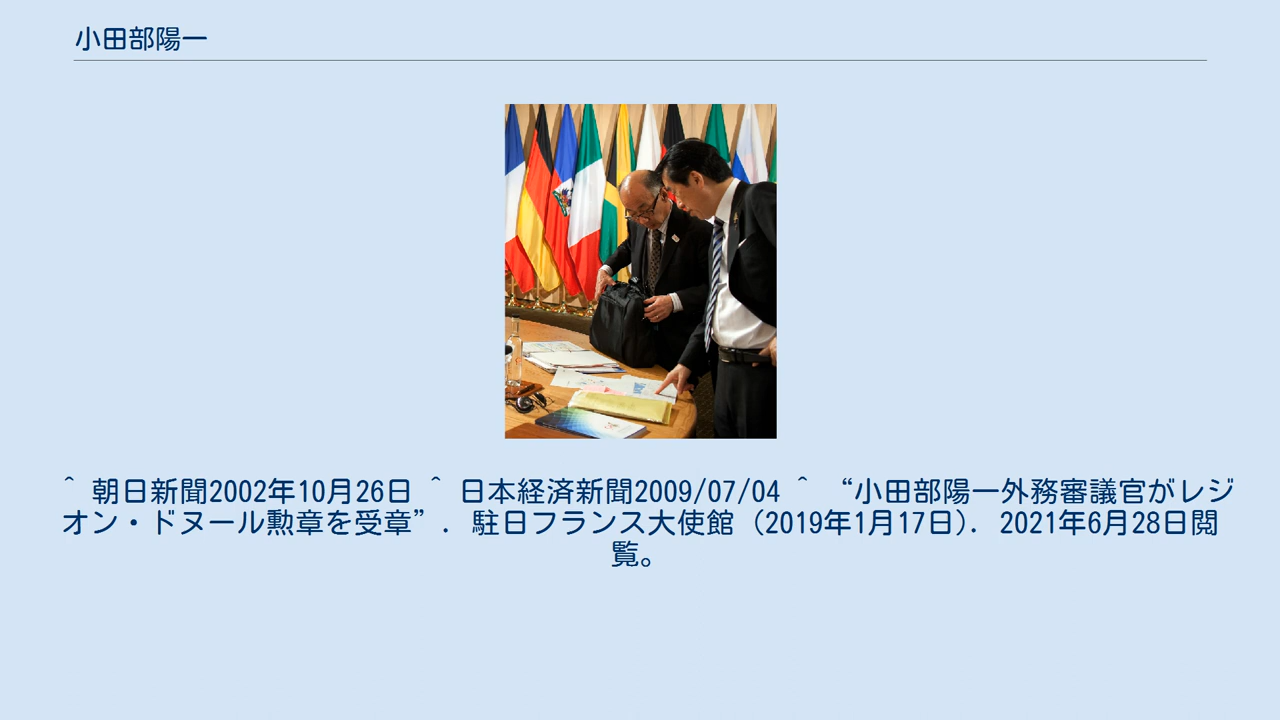 小田部陽一
^ 朝日新聞2002年10月26日 ^ 日本経済新聞2009/07/04 ^ “小田部陽一外務審議官がレジ
オン・ドヌール勲章を受章”. 駐日フランス大使館 (2019年1月17日). 2021年6月28日閲
覧。